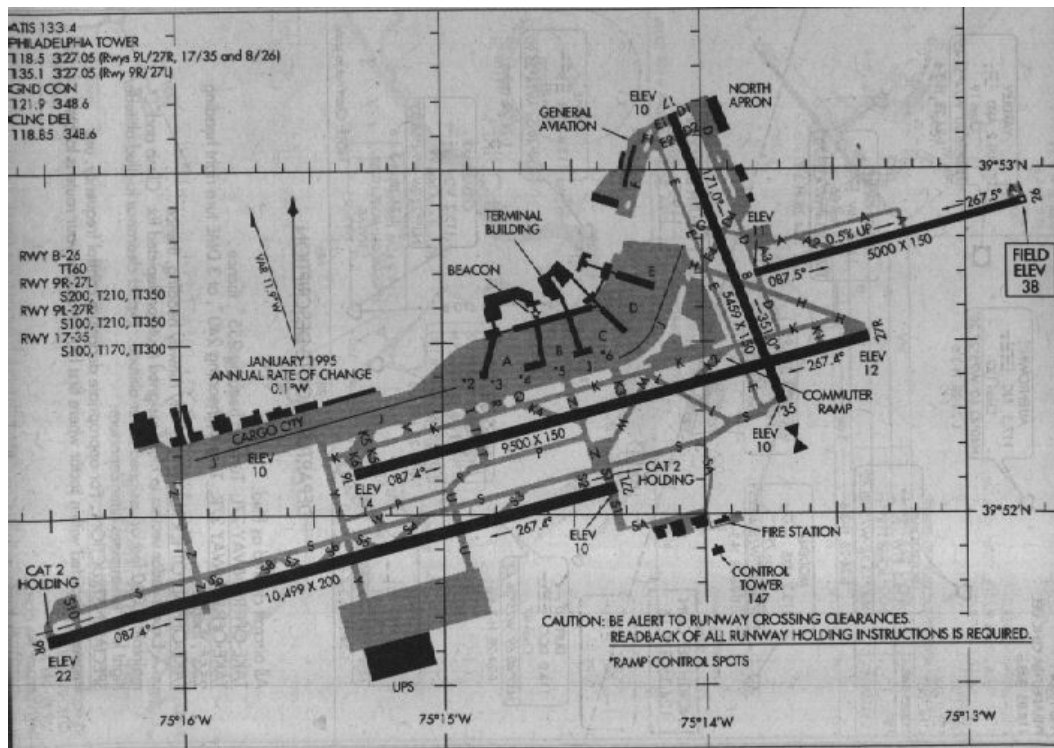 ATIS 133.4
PHILADELPHIA TOWER
118.5 327.05 (Rwys 9L/27R, 17/35 and 8/26)
135.1 327.05 (Rwy 9R/27L)
GND CON
121.9 348.6
CLNC DEL
118.85 348.6
GENERAL
AVIATION
ELEV
10
17
NORTH
APRON
39°53'N
267.5°
26
FIELD
ELEV
38
171.0°
ELEV
11
0.5% UP
5000 X 150
087.5°
8
TERMINAL
BUILDING
BEACON
VAR 11.9°W
RWY 8-26
TT60
RWY 9R-27L
S200, T210, TT350
RWY 9L-27R
S100, T210, TT350
RWY 17-35
S100, T170, TT300
JANUARY 1995
ANNUAL RATE OF CHANGE
0.1°W
5459 X 150
351.0°
27R
ELEV
12
267.4°
A
B
C
D
E
*2
*3
*4
*5
*6
COMMUTER
RAMP
35
ELEV
10
CARGO CITY
ELEV
10
9500 X 150
087.4°
9L
ELEV
14
CAT 2
HOLDING
27L
39°52'N
267.4°
ELEV
10
SA
FIRE STATION
CONTROL
TOWER
147
CAT 2
HOLDING
10,499 X 200
087.4°
9R
ELEV
22
UPS
CAUTION: BE ALERT TO RUNWAY CROSSING CLEARANCES.
READBACK OF ALL RUNWAY HOLDING INSTRUCTIONS IS REQUIRED.
*RAMP CONTROL SPOTS
75°16'W
75°15'W
75°14'W
75°13'W